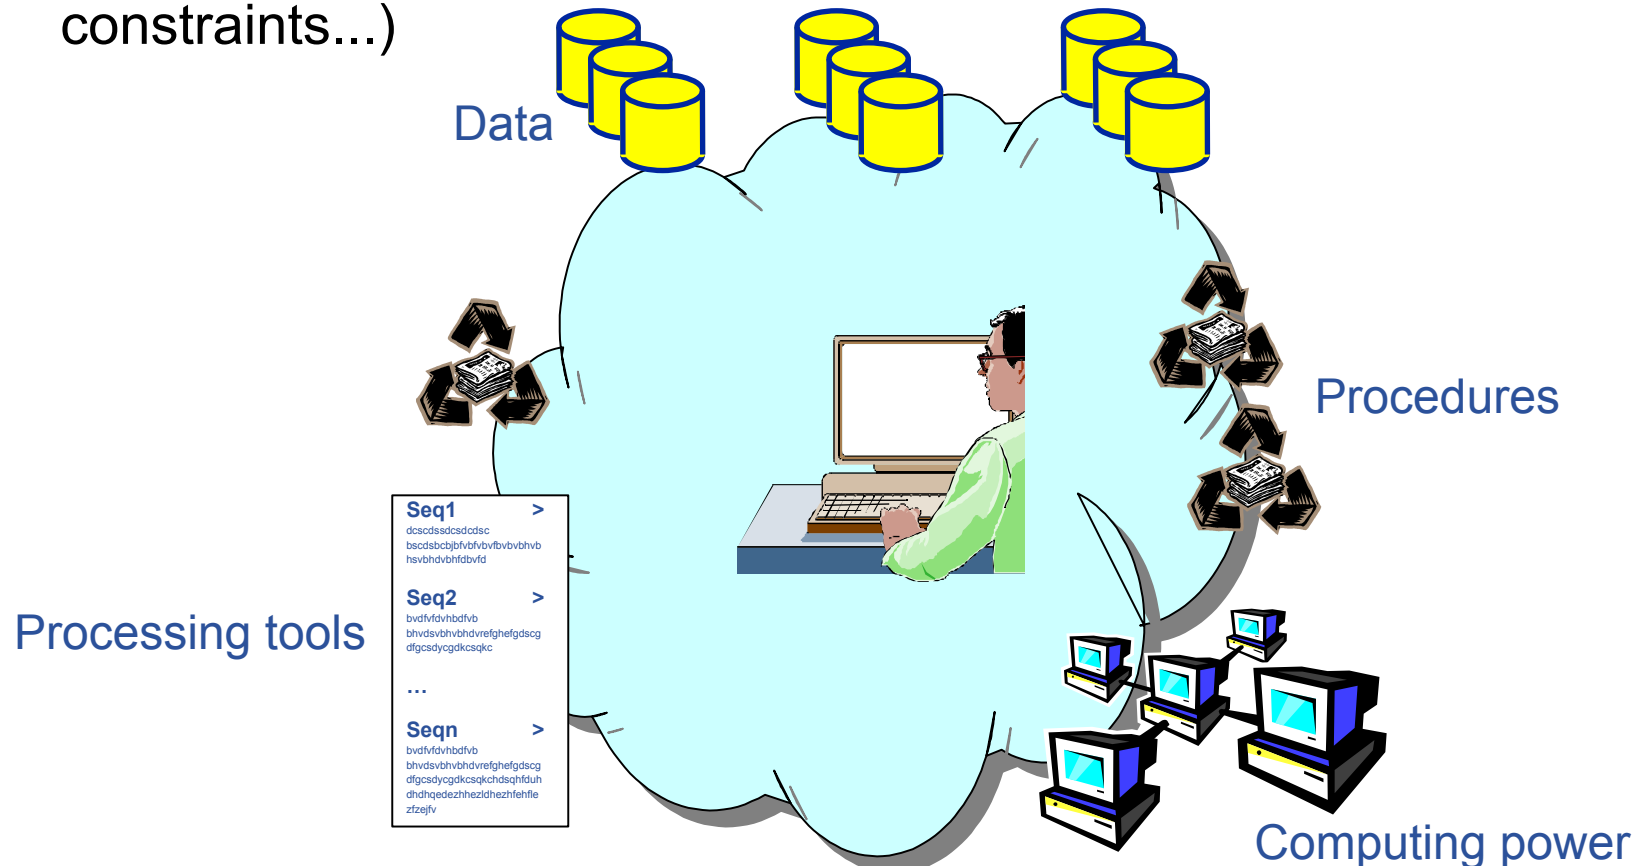 constraints...)
Data
Procedures
Seq1 >
dcscdssdcsdcdsc
bscdsbcbjbfvbfvbvfbvbvbhvb
hsvbhdvbhfdbvfd
Seq2 >
bvdfvfdvhbdfvb
bhvdsvbhvbhdvrefghefgdscg
dfgcsdycgdkcsqkc
Processing tools
...
Seqn >
bvdfvfdvhbdfvb
bhvdsvbhvbhdvrefghefgdscg
dfgcsdycgdkcsqkchdsqhfduh
dhdhqedezhhezldhezhfehfle
zfzejfv
Computing power